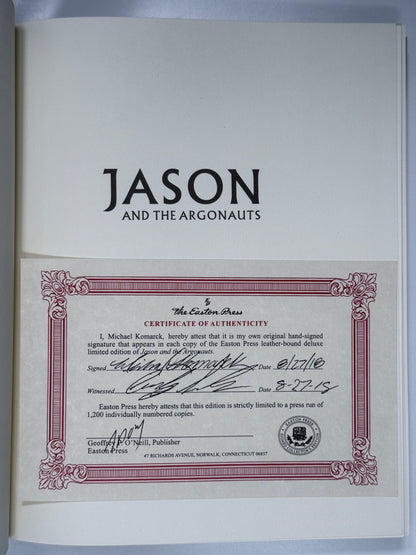 JASON
AND THE ARGONAUTS
The Easton Press
CERTIFICATE OF AUTHENTICITY
I, Michael Komarck, hereby attest that it is my own original hand-signed
signature that appears in each copy of the Easton Press leather-bound deluxe
limited edition of Jason and the Argonauts.
Signed Date 8/27/18
Witnessed Date 8-27-18
Easton Press hereby attests that this edition is strictly limited to a press run of
1,200 individually numbered copies.
Geoffrey O'Neill, Publisher
Easton Press
47 RICHARDS AVENUE, NORWALK, CONNECTICUT 06857
EASTON PRESS